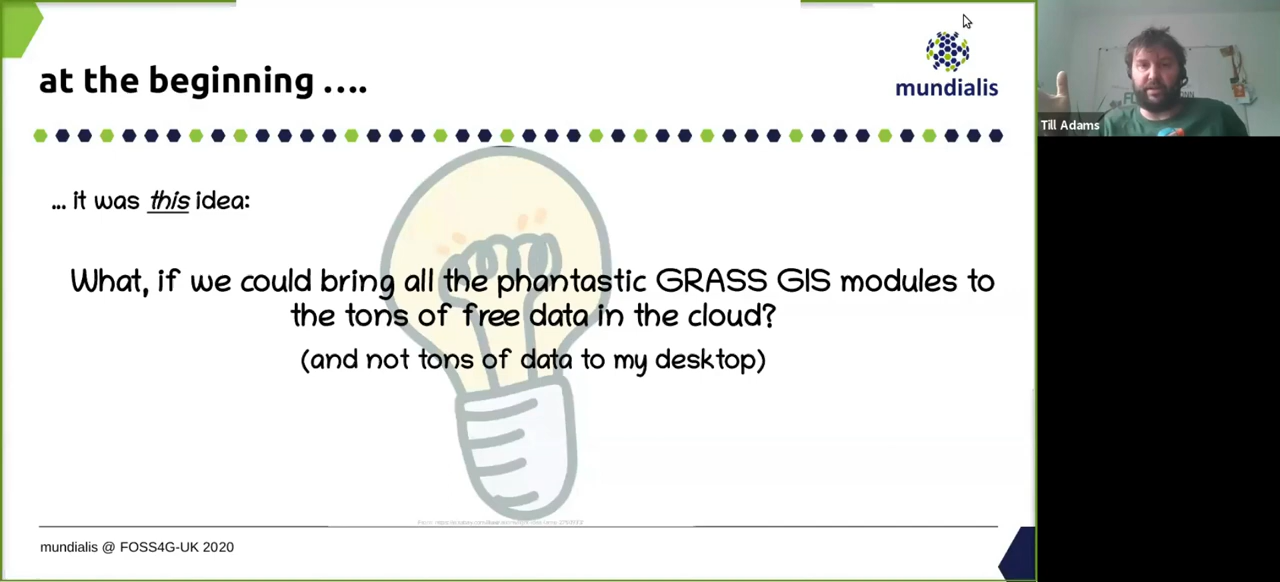 at the beginning ....
mundialis
Till Adams
... it was this idea:
What, if we could bring all the phantastic GRASS GIS modules to
the tons of free data in the cloud?
(and not tons of data to my desktop)
mundialis @ FOSS4G-UK 2020